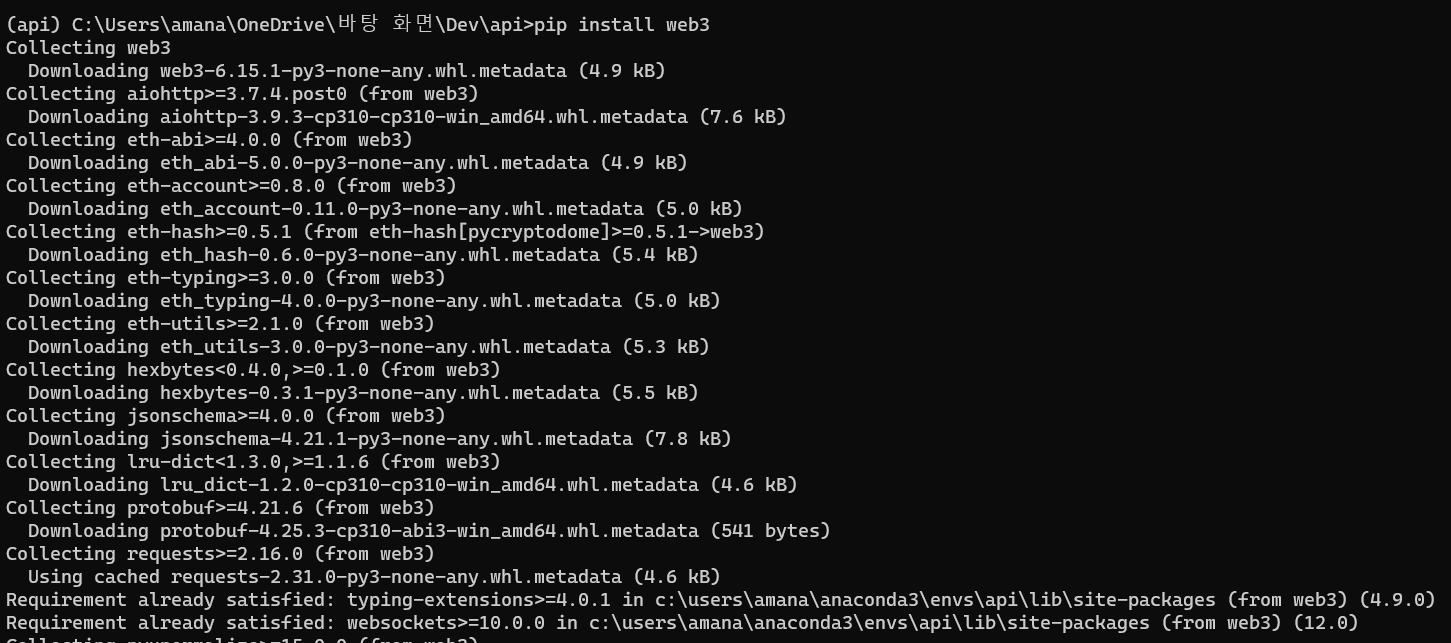 (api) C:\Users\amana\OneDrive\바탕 화면\Dev\api>pip install web3
Collecting web3
  Downloading web3-6.15.1-py3-none-any.whl.metadata (4.9 kB)
Collecting aiohttp>=3.7.4.post0 (from web3)
  Downloading aiohttp-3.9.3-cp310-cp310-win_amd64.whl.metadata (7.6 kB)
Collecting eth-abi>=4.0.0 (from web3)
  Downloading eth_abi-5.0.0-py3-none-any.whl.metadata (4.9 kB)
Collecting eth-account>=0.8.0 (from web3)
  Downloading eth_account-0.11.0-py3-none-any.whl.metadata (5.0 kB)
Collecting eth-hash>=0.5.1 (from eth-hash[pycryptodome]>=0.5.1->web3)
  Downloading eth_hash-0.6.0-py3-none-any.whl.metadata (5.4 kB)
Collecting eth-typing>=3.0.0 (from web3)
  Downloading eth_typing-4.0.0-py3-none-any.whl.metadata (5.0 kB)
Collecting eth-utils>=2.1.0 (from web3)
  Downloading eth_utils-3.0.0-py3-none-any.whl.metadata (5.3 kB)
Collecting hexbytes<0.4.0,>=0.1.0 (from web3)
  Downloading hexbytes-0.3.1-py3-none-any.whl.metadata (5.5 kB)
Collecting jsonschema>=4.0.0 (from web3)
  Downloading jsonschema-4.21.1-py3-none-any.whl.metadata (7.8 kB)
Collecting lru-dict<1.3.0,>=1.1.6 (from web3)
  Downloading lru_dict-1.2.0-cp310-cp310-win_amd64.whl.metadata (4.6 kB)
Collecting protobuf>=4.21.6 (from web3)
  Downloading protobuf-4.25.3-cp310-abi3-win_amd64.whl.metadata (541 bytes)
Collecting requests>=2.16.0 (from web3)
  Using cached requests-2.31.0-py3-none-any.whl.metadata (4.6 kB)
Requirement already satisfied: typing-extensions>=4.0.1 in c:\users\amana\anaconda3\envs\api\lib\site-packages (from web3) (4.9.0)
Requirement already satisfied: websockets>=10.0.0 in c:\users\amana\anaconda3\envs\api\lib\site-packages (from web3) (12.0)
Collecting (from web3)